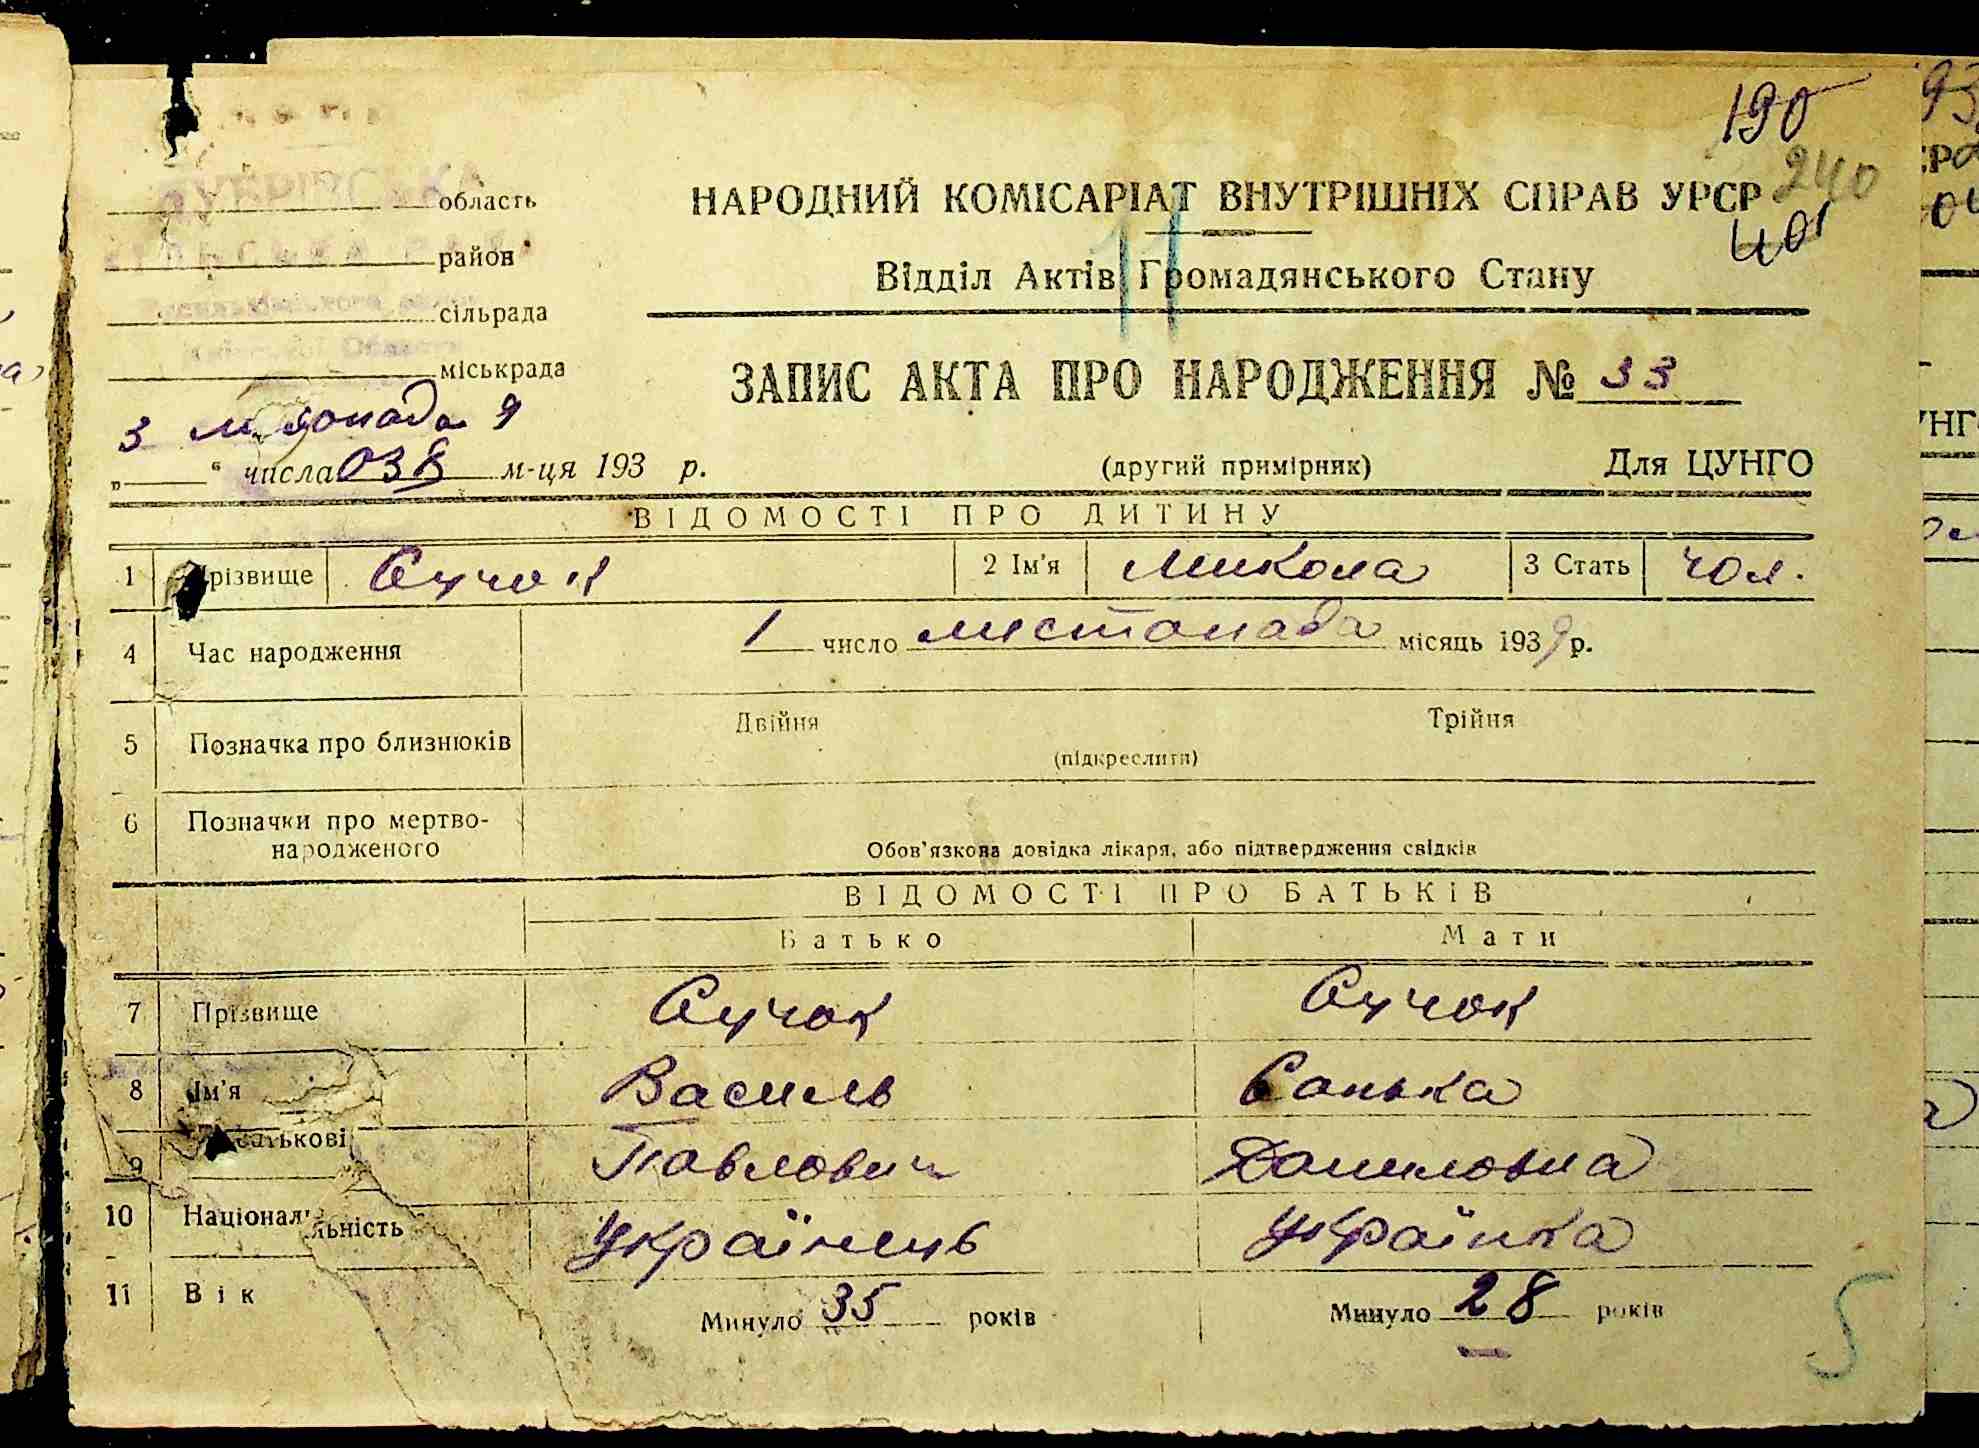 190
240
401
11
ДУБРІВСЬКА
область
район
сільрада
міськрада
НАРОДНИЙ КОМІСАРІАТ ВНУТРІШНІХ СПРАВ УРСР
Відділ Актів Громадянського Стану
ЗАПИС АКТА ПРО НАРОДЖЕННЯ № 33
3 листопада 9
„ “ числа 038 м-ця 193 р.
(другий примірник) Для ЦУНГО
ВІДОМОСТІ ПРО ДИТИНУ
1 Прізвище Сучок 2 Ім'я Микола 3 Стать чол.
4 Час народження 1 число листопада місяць 1939 р.
5 Позначка про близнюків Двійня Трійня
(підкреслити)
6 Позначки про мертво-
народженого Обов'язкова довідка лікаря, або підтвердження свідків
ВІДОМОСТІ ПРО БАТЬКІВ
Батько Мати
7 Прізвище Сучок Сучок
8 Ім'я Василь Санька
9 батькові Павлович Даниловна
10 Національність Українець Українка
11 Вік Минуло 35 років Минуло 28 років
5